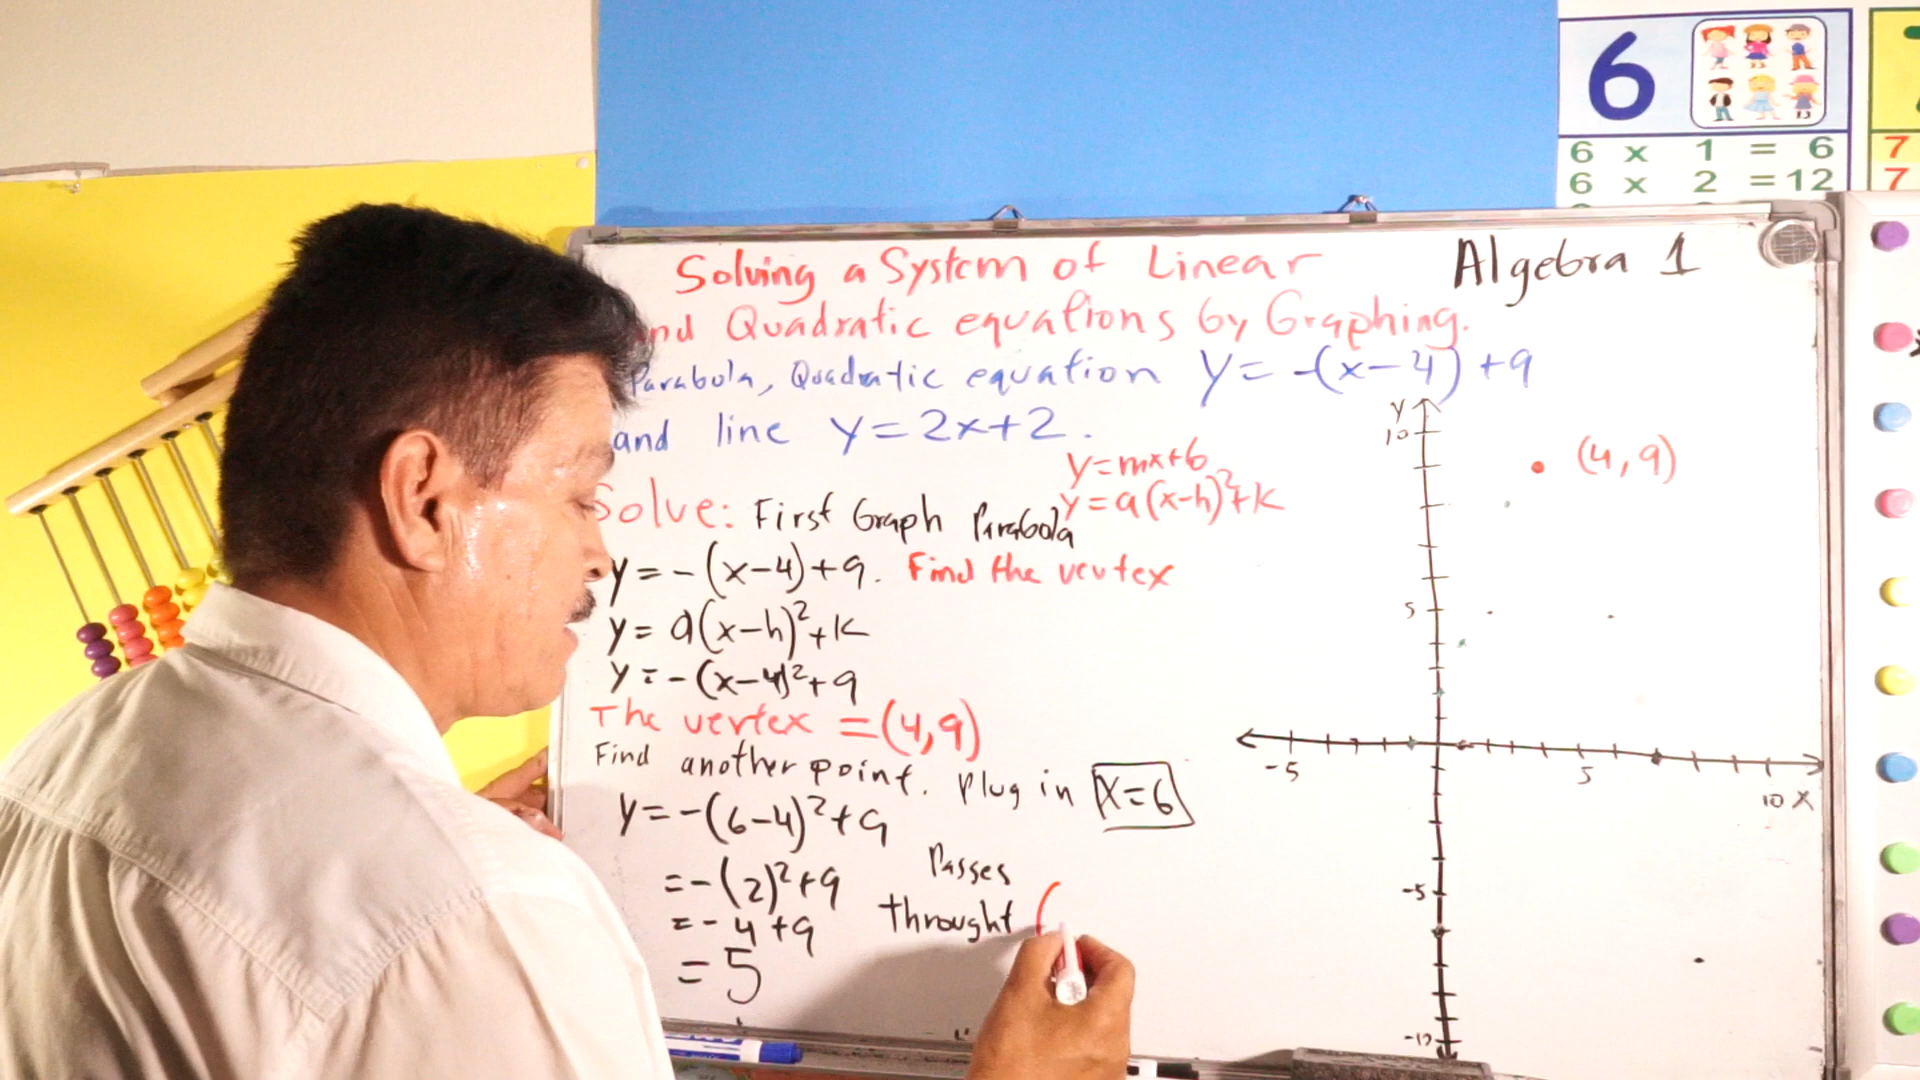 Solving a System of Linear
nd Quadratic equations by Graphing.
Algebra 1
Parabola, Quadratic equation y = -(x-4) + 9
and line y = 2x+2.
y=mx+b
y=a(x-h)²+k
Solve: First Graph Parabola
y = -(x-4)+9. Find the vertex
y = a(x-h)²+k
y = -(x-4)²+9
The vertex = (4,9)
Find another point. Plug in x=6
y = -(6-4)²+9
= -(2)²+9
= -4+9
= 5
Passes
throught (
y
10
(4,9)
5
-5
5
10 x
-5
-10
6
13
6 x 1 = 6
6 x 2 = 12
7
7